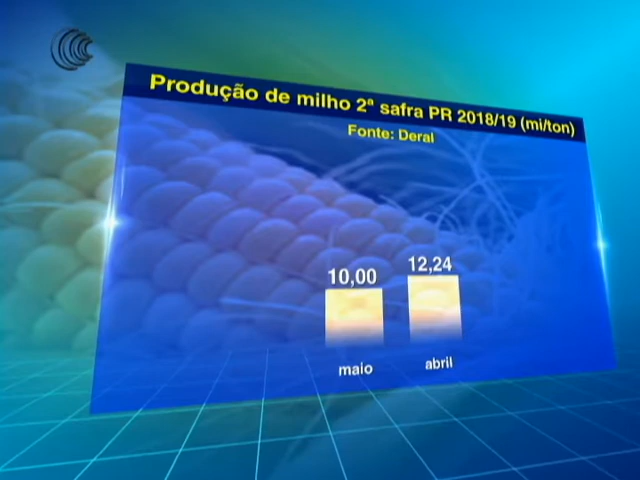 Produção de milho 2ª safra PR 2018/19 (mi/ton)
Fonte: Deral
10,00
12,24
maio
abril